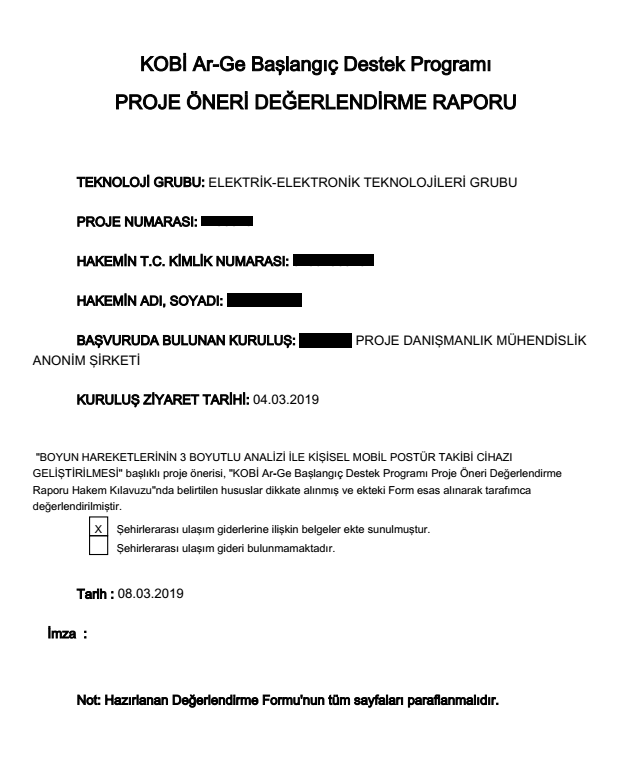 KOBİ Ar-Ge Başlangıç Destek Programı
PROJE ÖNERİ DEĞERLENDİRME RAPORU
TEKNOLOJİ GRUBU: ELEKTRİK-ELEKTRONİK TEKNOLOJİLERİ GRUBU
PROJE NUMARASI:
HAKEMİN T.C. KİMLİK NUMARASI:
HAKEMİN ADI, SOYADI:
BAŞVURUDA BULUNAN KURULUŞ: PROJE DANIŞMANLIK MÜHENDİSLİK
ANONİM ŞİRKETİ
KURULUŞ ZİYARET TARİHİ: 04.03.2019
"BOYUN HAREKETLERİNİN 3 BOYUTLU ANALİZİ İLE KİŞİSEL MOBİL POSTÜR TAKİBİ CİHAZI
GELİŞTİRİLMESİ" başlıklı proje önerisi, "KOBİ Ar-Ge Başlangıç Destek Programı Proje Öneri Değerlendirme
Raporu Hakem Kılavuzu"nda belirtilen hususlar dikkate alınmış ve ekteki Form esas alınarak tarafımca
değerlendirilmiştir.
X Şehirlerarası ulaşım giderlerine ilişkin belgeler ekte sunulmuştur.
Şehirlerarası ulaşım gideri bulunmamaktadır.
Tarih : 08.03.2019
İmza :
Not: Hazırlanan Değerlendirme Formu'nun tüm sayfaları paraflanmalıdır.